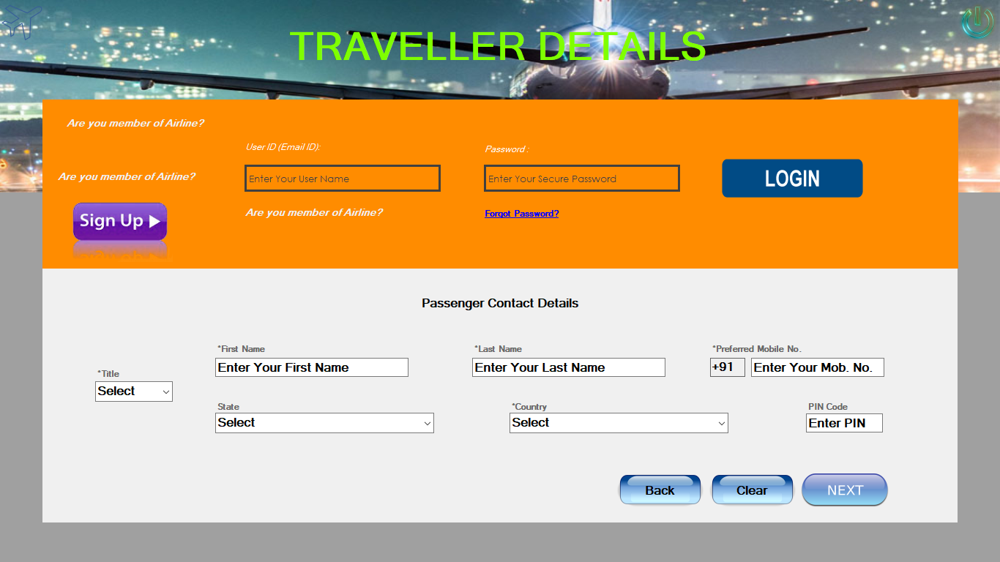 TRAVELLER DETAILS
Are you member of Airline?
User ID (Email ID):
Password :
Are you member of Airline?
Enter Your User Name
Enter Your Secure Password
LOGIN
Are you member of Airline?
Forgot Password?
Sign Up
Passenger Contact Details
*First Name
*Last Name
*Preferred Mobile No.
Enter Your First Name
Enter Your Last Name
+91
Enter Your Mob. No.
*Title
Select
State
*Country
PIN Code
Select
Select
Enter PIN
Back
Clear
NEXT